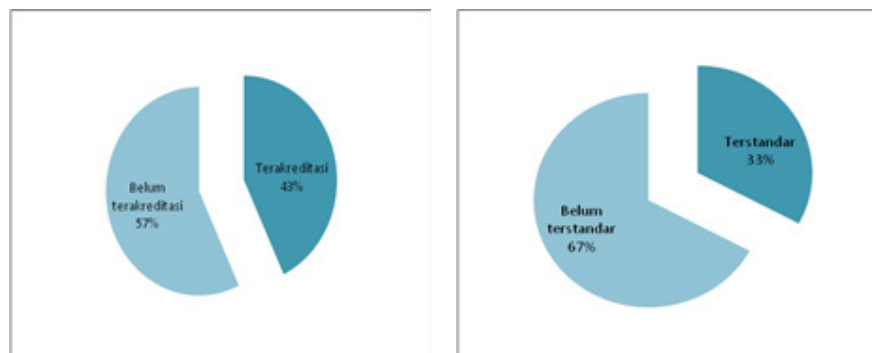 Terakreditasi
43%
Belum
terakreditasi
57%
Terstandar
33%
Belum
terstandar
67%